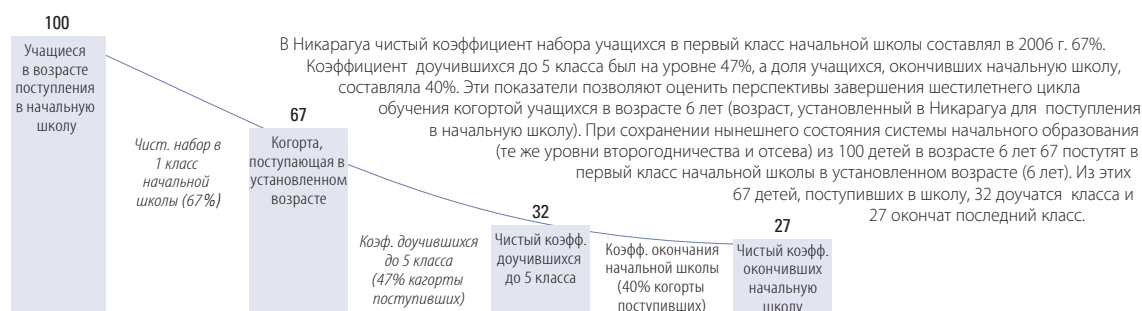 100
Учащиеся
в возрасте
поступления
в начальную
школу
Чист. набор в
1 класс
начальной
школы (67%)
67
Когорта,
поступающая в
установленном
возрасте
Коэф. доучившихся
до 5 класса
(47% кагорты
поступивших)
32
Чистый коэфф.
доучившихся
до 5 класса
Коэфф. окончания
начальной школы
(40% когорты
поступивших)
27
Чистый коэфф.
окончивших
начальную
школу
В Никарагуа чистый коэффициент набора учащихся в первый класс начальной школы составлял в 2006 г. 67%.
Коэффициент доучившихся до 5 класса был на уровне 47%, а доля учащихся, окончивших начальную школу,
составляла 40%. Эти показатели позволяют оценить перспективы завершения шестилетнего цикла
обучения когортой учащихся в возрасте 6 лет (возраст, установленный в Никарагуа для поступления
в начальную школу). При сохранении нынешнего состояния системы начального образования
(те же уровни второгодничества и отсева) из 100 детей в возрасте 6 лет 67 постутят в
первый класс начальной школы в установленном возрасте (6 лет). Из этих
67 детей, поступивших в школу, 32 доучатся класса и
27 окончат последний класс.